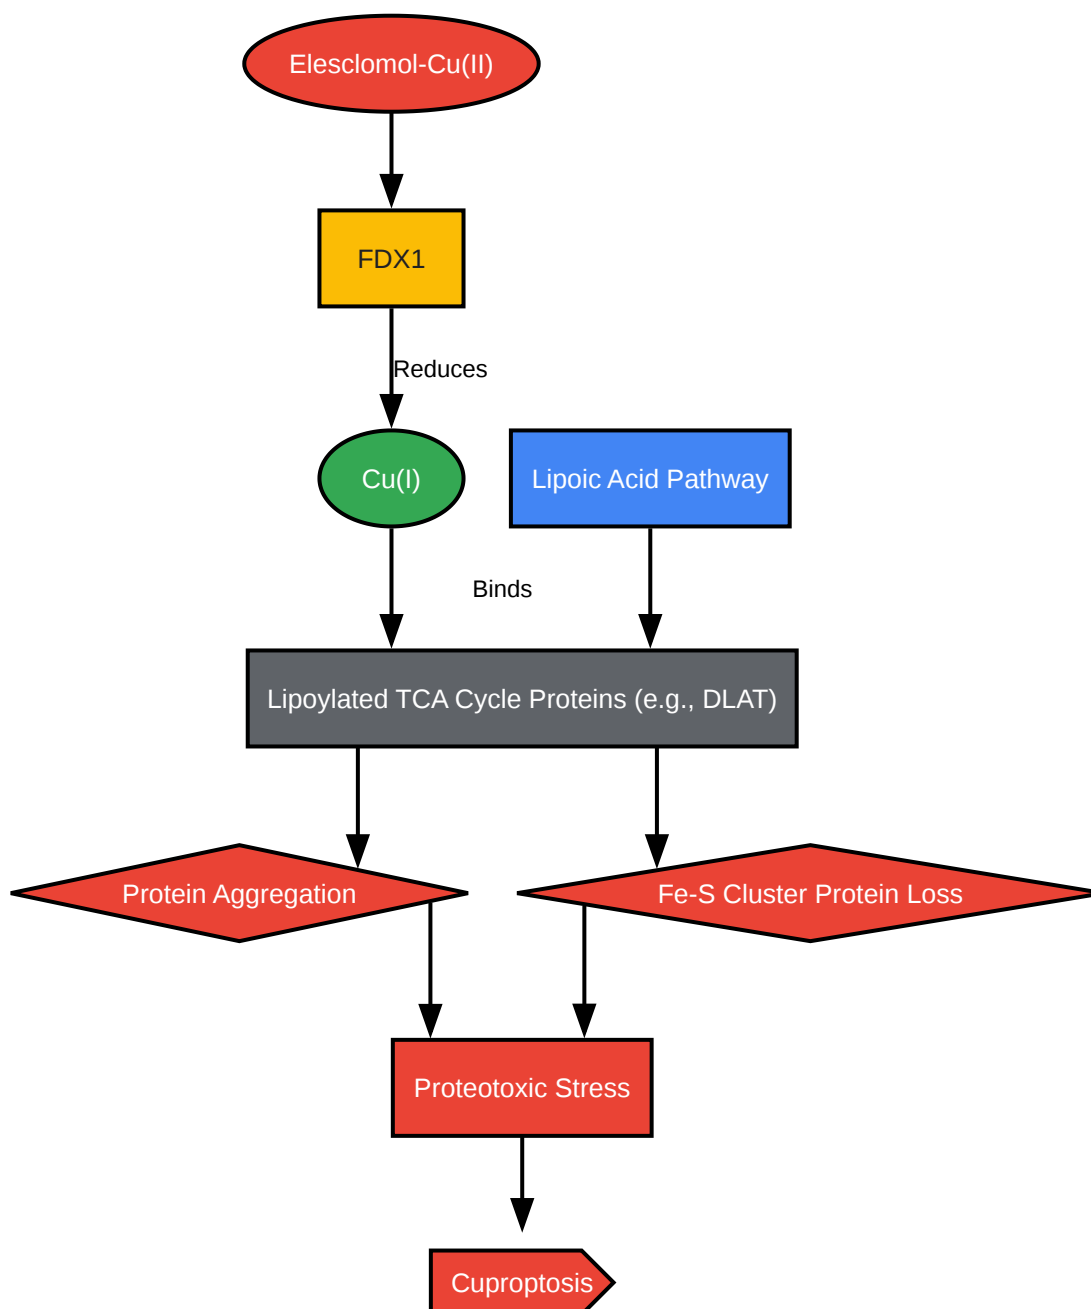 Elesclomol-Cu(II)
FDX1
Reduces
Cu(I)
Lipoic Acid Pathway
Binds
Lipoylated TCA Cycle Proteins (e.g., DLAT)
Protein Aggregation
Fe-S Cluster Protein Loss
Proteotoxic Stress
Cuproptosis